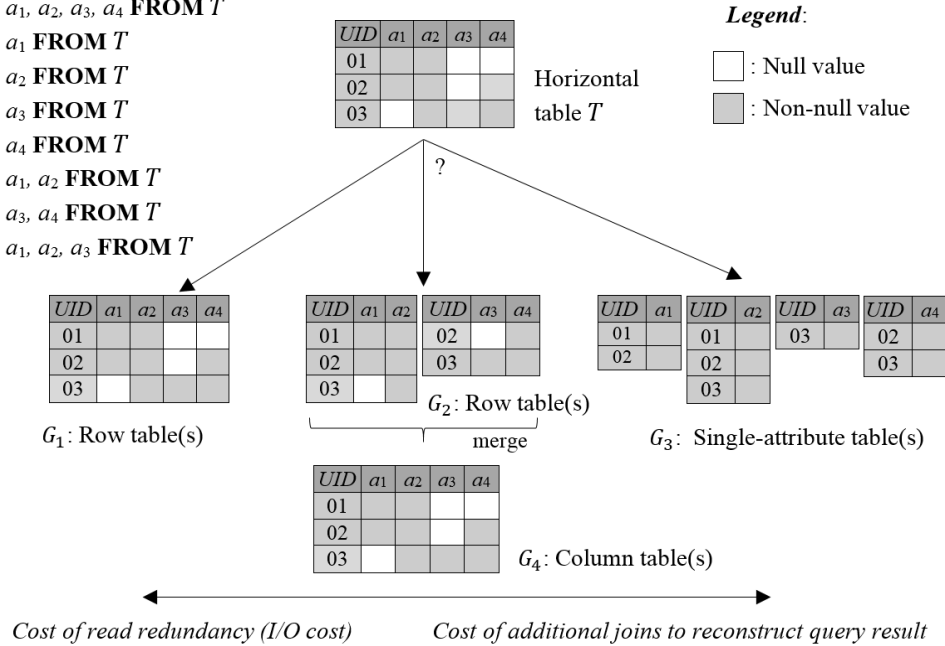 a₁, a₂, a₃, a₄ FROM T
a₁ FROM T
a₂ FROM T
a₃ FROM T
a₄ FROM T
a₁, a₂ FROM T
a₃, a₄ FROM T
a₁, a₂, a₃ FROM T
UID a₁ a₂ a₃ a₄
01
02
03
Horizontal
table T
Legend:
: Null value
: Non-null value
?
UID a₁ a₂ a₃ a₄
01
02
03
G₁: Row table(s)
UID a₁ a₂
01
02
03
UID a₃ a₄
02
03
G₂: Row table(s)
merge
UID a₁
01
02
UID a₂
01
02
03
UID a₃
03
UID a₄
02
03
G₃: Single-attribute table(s)
UID a₁ a₂ a₃ a₄
01
02
03
G₄: Column table(s)
Cost of read redundancy (I/O cost)
Cost of additional joins to reconstruct query result